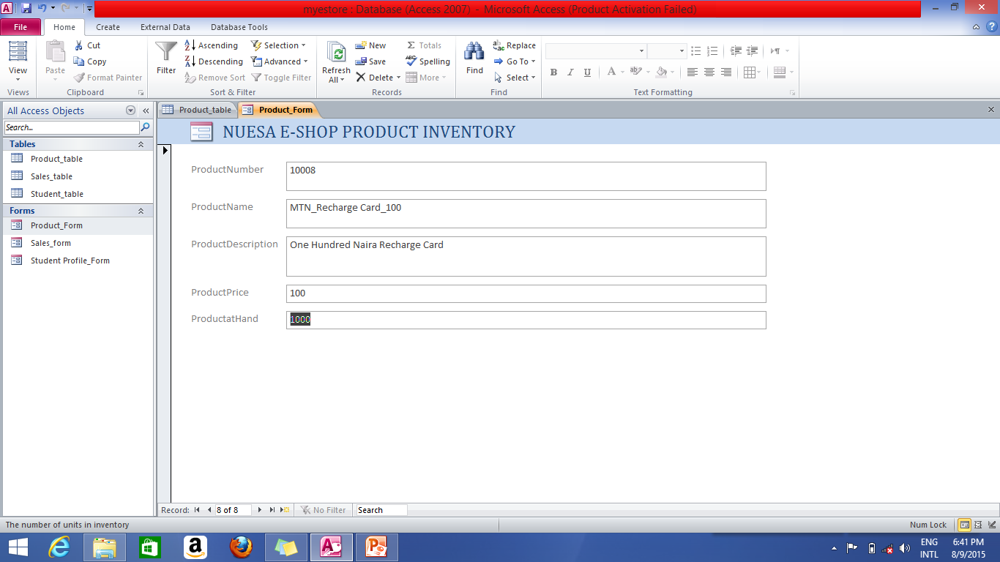 myestore : Database (Access 2007) - Microsoft Access (Product Activation Failed)
File Home Create External Data Database Tools
View
Views
Paste
Cut
Copy
Format Painter
Clipboard
Filter
Ascending
Descending
Remove Sort
Selection
Advanced
Toggle Filter
Sort & Filter
Refresh
All
New
Save
Delete
Totals
Spelling
More
Records
Find
Replace
Go To
Select
Find
B I U A ab
Text Formatting
All Access Objects
Search...
Tables
Product_table
Sales_table
Student_table
Forms
Product_Form
Sales_form
Student Profile_Form
Product_table Product_Form
NUESA E-SHOP PRODUCT INVENTORY
ProductNumber 10008
ProductName MTN_Recharge Card_100
ProductDescription One Hundred Naira Recharge Card
ProductPrice 100
ProductatHand 1000
Record: 8 of 8 No Filter Search
The number of units in inventory Num Lock
ENG
INTL
6:41 PM
8/9/2015